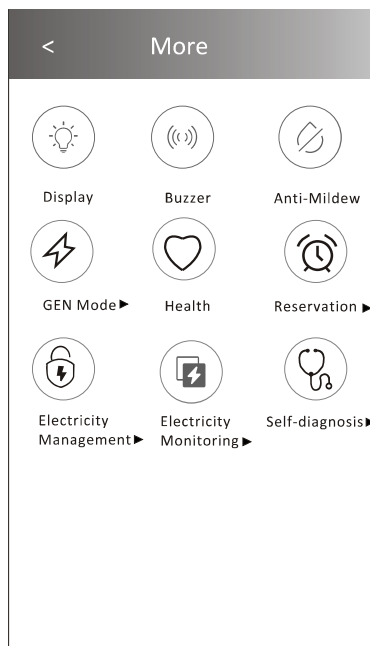 < More
Display Buzzer Anti-Mildew
GEN Mode▶ Health Reservation ▶
Electricity Electricity Self-diagnosis▶
Management▶ Monitoring▶